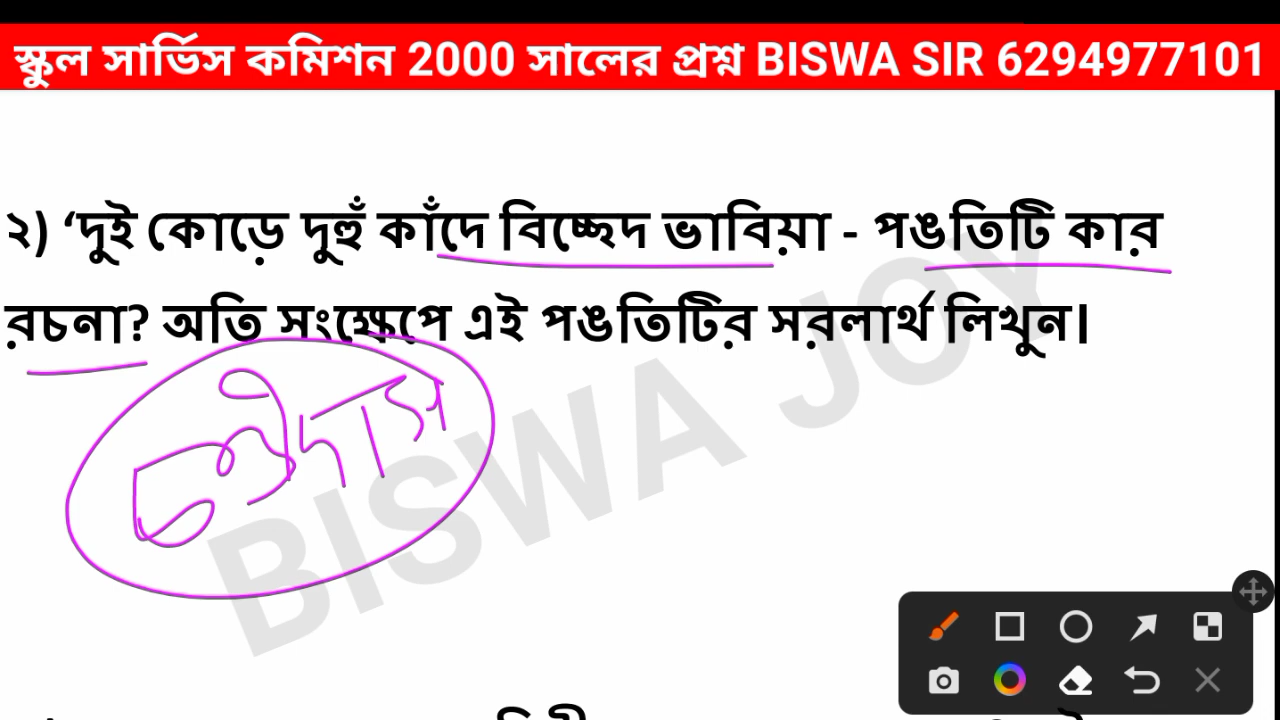 স্কুল সার্ভিস কমিশন 2000 সালের প্রশ্ন BISWA SIR 6294977101
২) ‘দুই কোড়ে দুহুঁ কাঁদে বিচ্ছেদ ভাবিয়া - পঙতিটি কার
রচনা? অতি সংক্ষেপে এই পঙতিটির সরলার্থ লিখুন।
চণ্ডীদাস
BISWA JOY